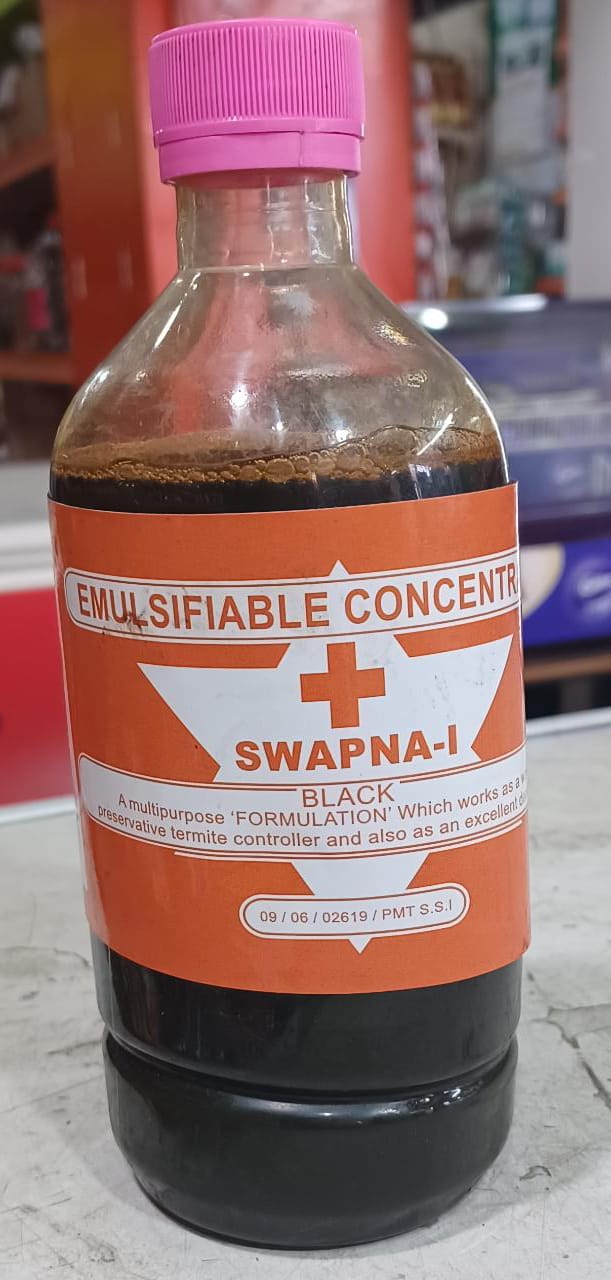 EMULSIFIABLE CONCENTR
SWAPNA-I
BLACK
A multipurpose 'FORMULATION' Which works as a
preservative termite controller and also as an excellent
09 / 06 / 02619 / PMT S.S.I